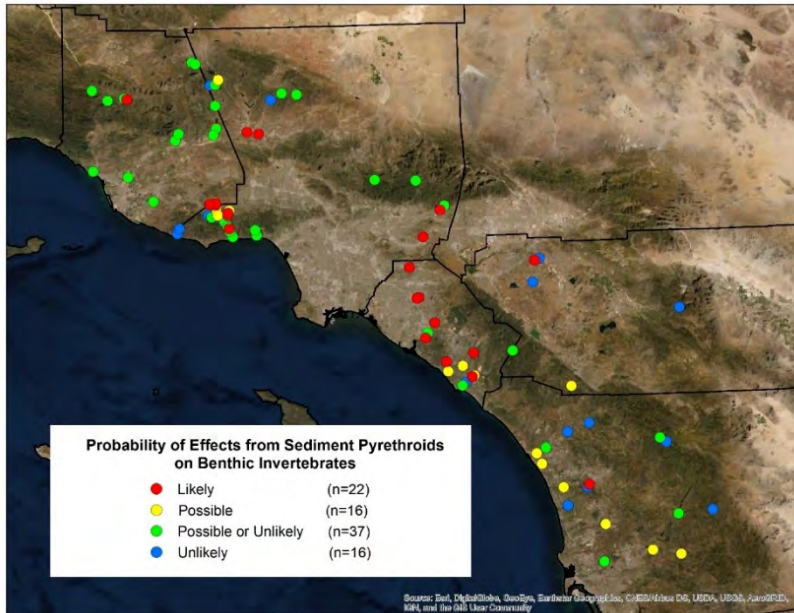 Probability of Effects from Sediment Pyrethroids
on Benthic Invertebrates
Likely (n=22)
Possible (n=16)
Possible or Unlikely (n=37)
Unlikely (n=16)
Source: Esri, DigitalGlobe, GeoEye, Earthstar Geographics, CNES/Airbus DS, USDA, USGS, AeroGRID,
IGN, and the GIS User Community